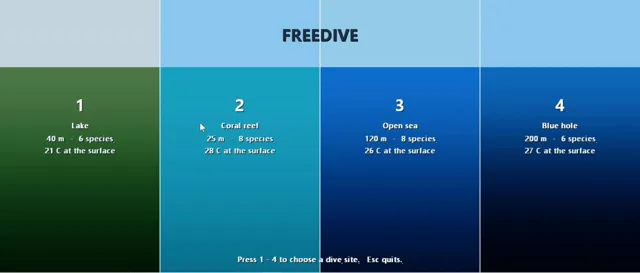 FREEDIVE
1
Lake
40 m - 6 species
21 C at the surface
2
Coral reef
25 m - 8 species
28 C at the surface
3
Open sea
120 m - 8 species
26 C at the surface
4
Blue hole
200 m - 6 species
27 C at the surface
Press 1 - 4 to choose a dive site. Esc quits.